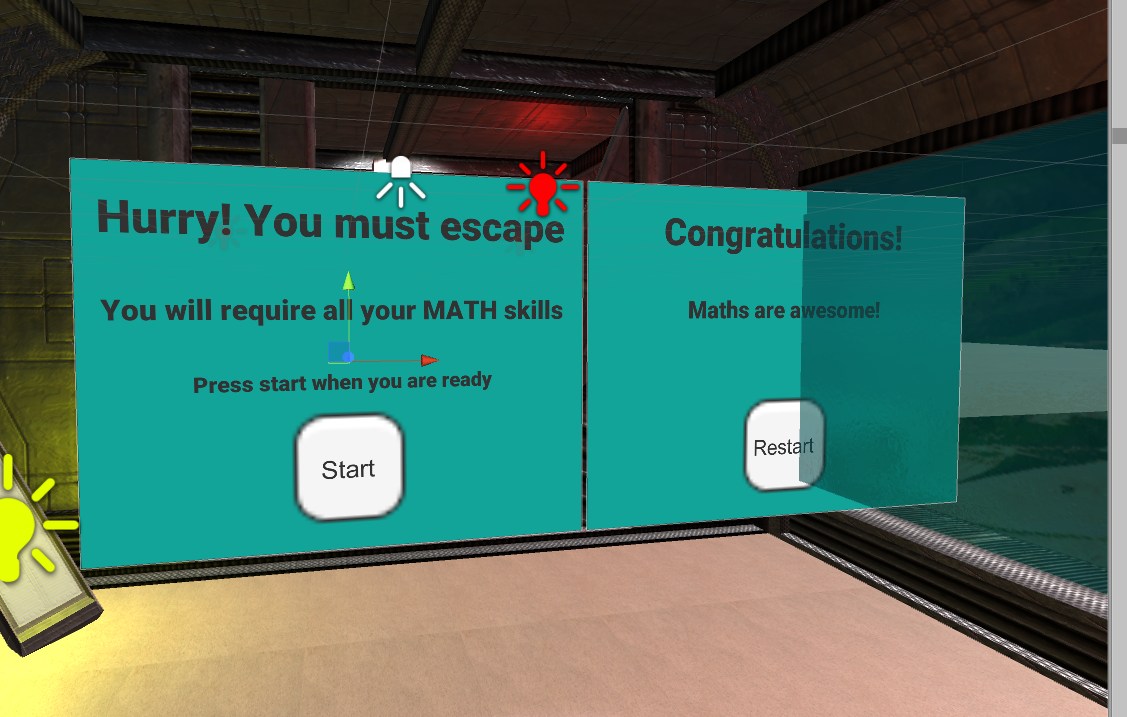 Hurry! You must escape
You will require all your MATH skills
Press start when you are ready
Start
Congratulations!
Maths are awesome!
Restart